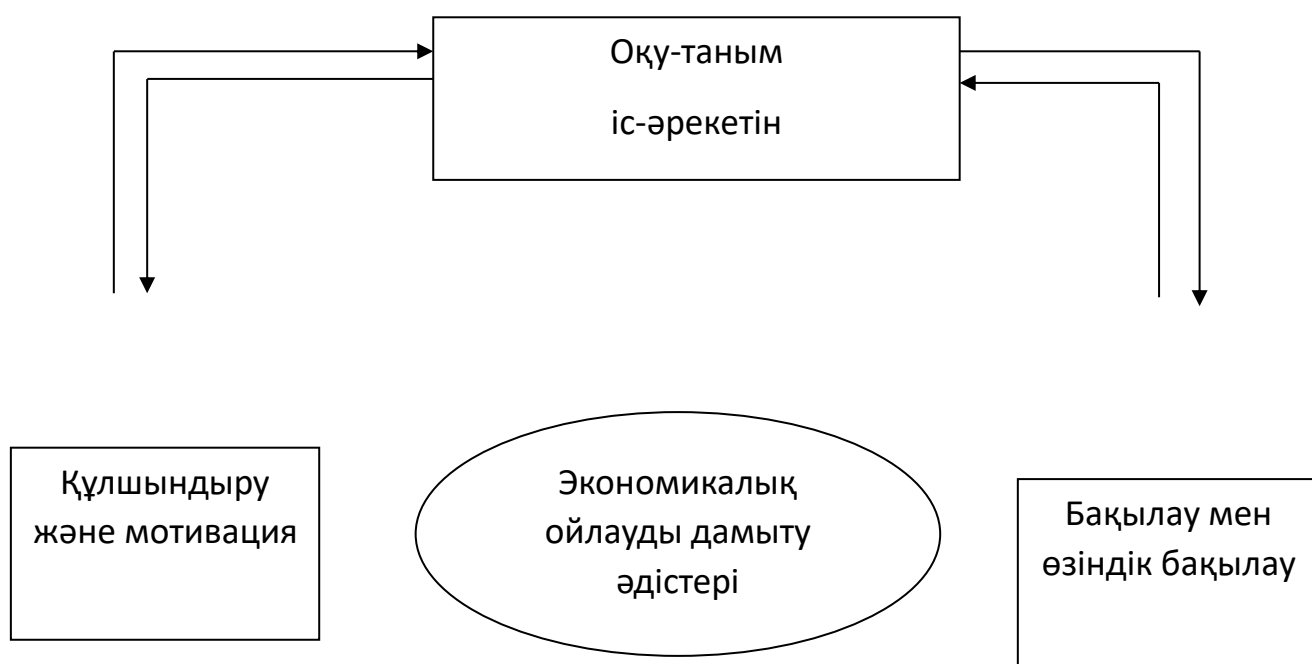 Оқу-таным
іс-әрекетін
Құлшындыру
және мотивация
Экономикалық
ойлауды дамыту
әдістері
Бақылау мен
өзіндік бақылау